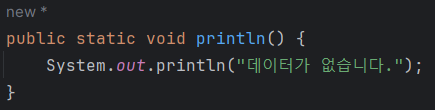 new *
public static void println() {
    System.out.println("데이터가 없습니다.");
}